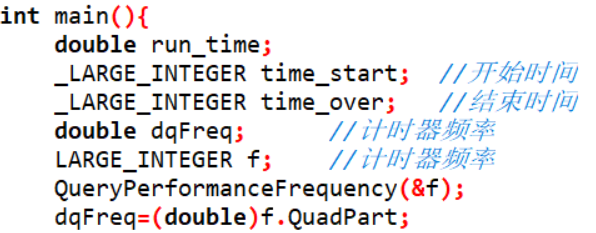 int main(){
    double run_time;
    _LARGE_INTEGER time_start;  //开始时间
    _LARGE_INTEGER time_over;   //结束时间
    double dqFreq;      //计时器频率
    LARGE_INTEGER f;    //计时器频率
    QueryPerformanceFrequency(&f);
    dqFreq=(double)f.QuadPart;